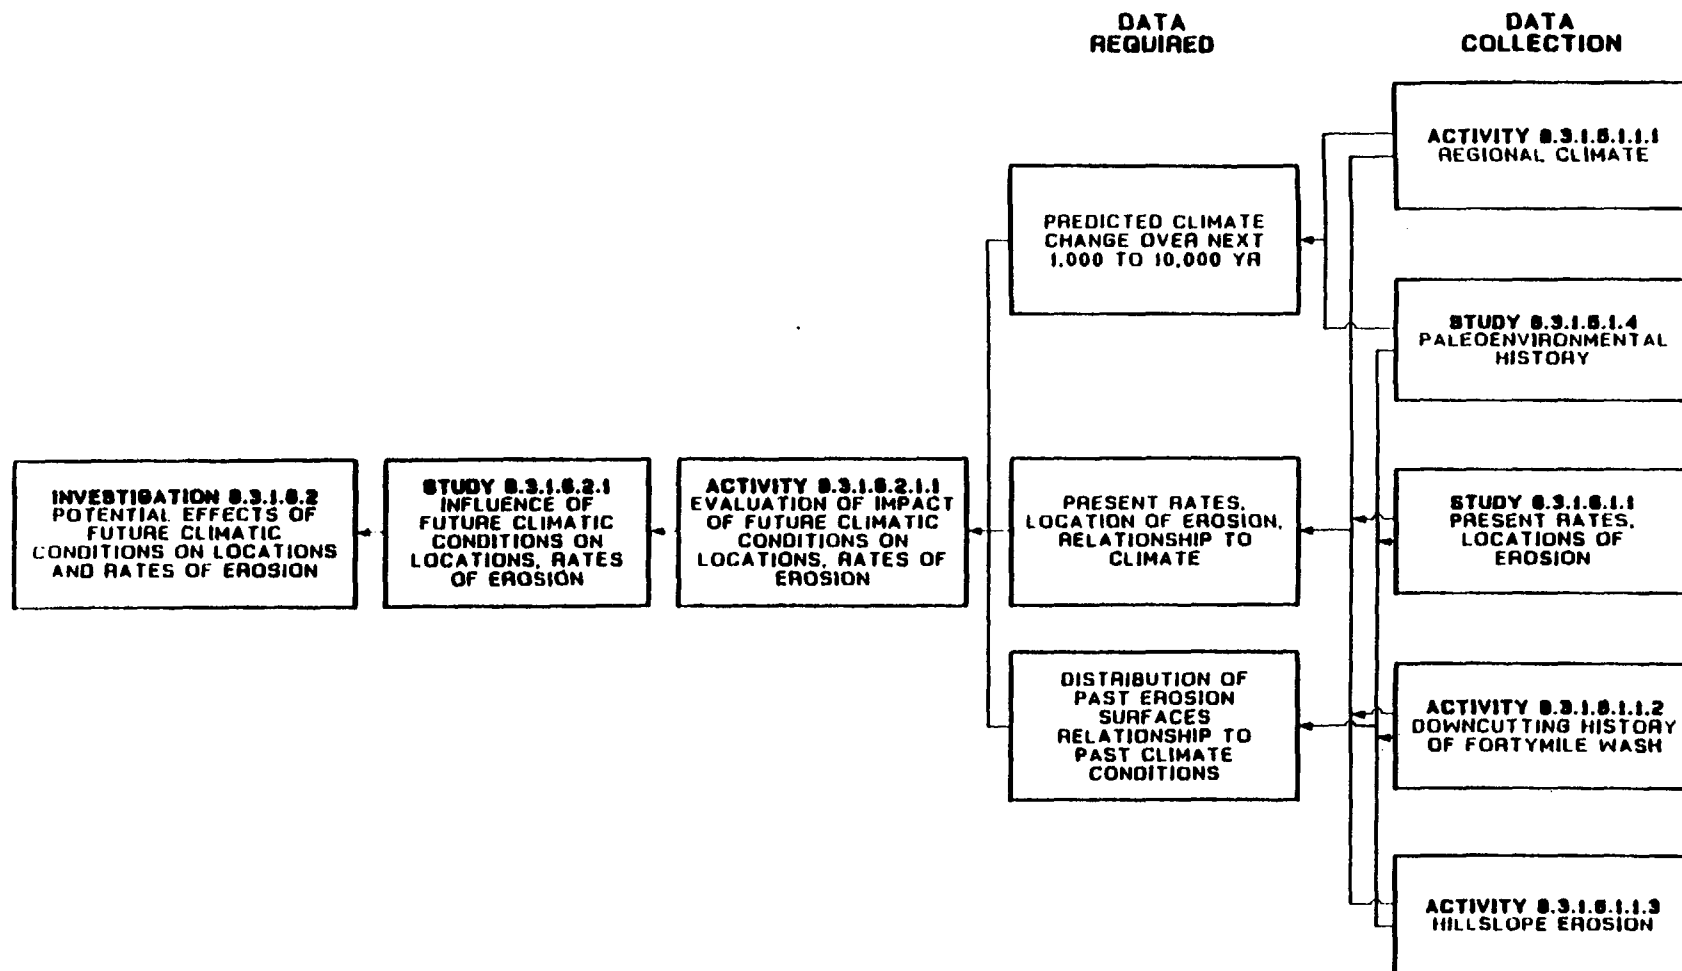 DATA
REQUIRED
DATA
COLLECTION
ACTIVITY 8.3.1.5.1.1.1
REGIONAL CLIMATE
PREDICTED CLIMATE
CHANGE OVER NEXT
1,000 TO 10,000 YR
STUDY 8.3.1.5.1.4
PALEOENVIRONMENTAL
HISTORY
INVESTIGATION 8.3.1.6.2
POTENTIAL EFFECTS OF
FUTURE CLIMATIC
CONDITIONS ON LOCATIONS
AND RATES OF EROSION
STUDY 8.3.1.6.2.1
INFLUENCE OF
FUTURE CLIMATIC
CONDITIONS ON
LOCATIONS, RATES
OF EROSION
ACTIVITY 8.3.1.6.2.1.1
EVALUATION OF IMPACT
OF FUTURE CLIMATIC
CONDITIONS ON
LOCATIONS, RATES OF
EROSION
PRESENT RATES,
LOCATION OF EROSION,
RELATIONSHIP TO
CLIMATE
STUDY 8.3.1.6.1.1
PRESENT RATES,
LOCATIONS OF
EROSION
DISTRIBUTION OF
PAST EROSION
SURFACES
RELATIONSHIP TO
PAST CLIMATE
CONDITIONS
ACTIVITY 8.3.1.6.1.1.2
DOWNCUTTING HISTORY
OF FORTYMILE WASH
ACTIVITY 8.3.1.6.1.1.3
HILLSLOPE EROSION